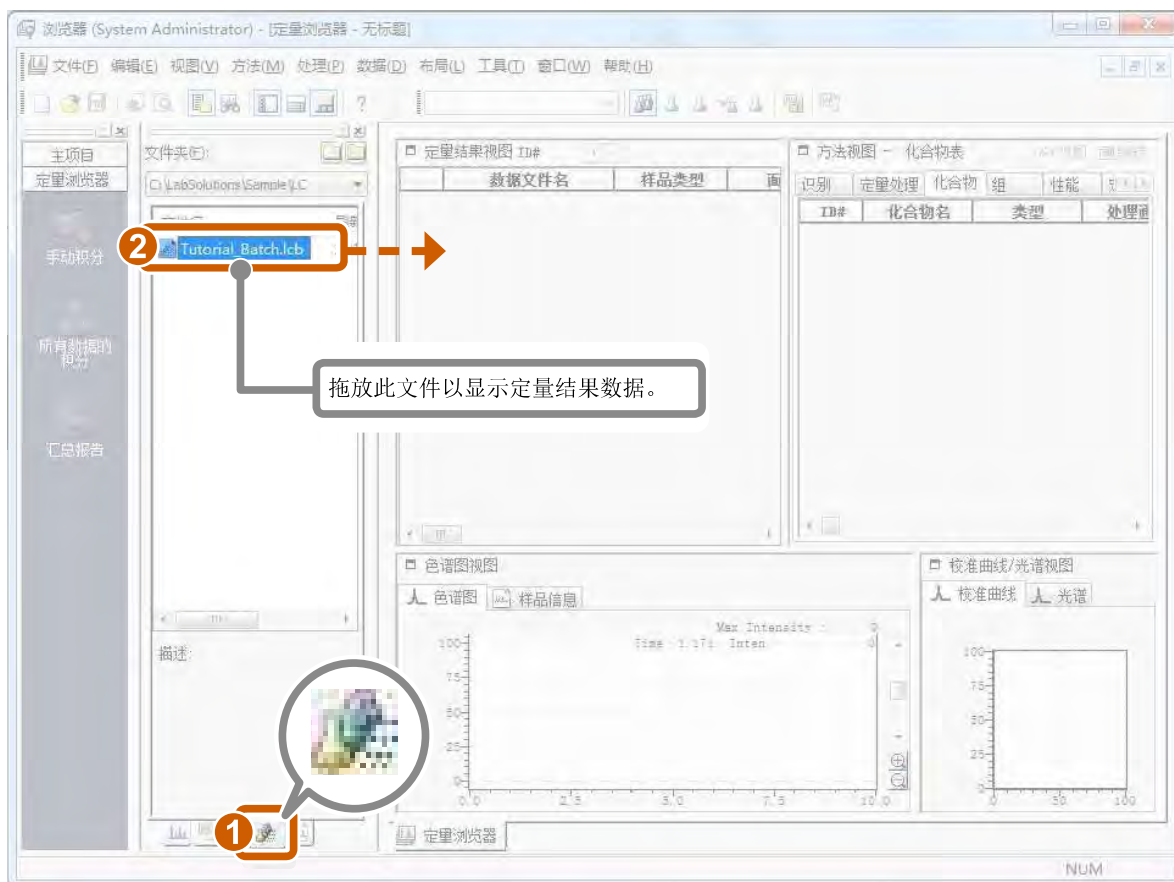 浏览器 (System Administrator) - [定量浏览器 - 无标题]
文件(F) 编辑(E) 视图(V) 方法(M) 处理(P) 数据(D) 布局(L) 工具(T) 窗口(W) 帮助(H)
主项目
定量浏览器
手动积分
所有数据的
积分
汇总报告
文件夹(E):
C:\LabSolutions\Sample\LC
2
Tutorial_Batch.lcb
描述:
1
定量结果视图 ID#
数据文件名 样品类型 面
方法视图 - 化合物表
识别 定量处理 化合物 组 性能
ID# 化合物名 类型 处理通
拖放此文件以显示定量结果数据。
色谱图视图
色谱图 样品信息
Max Intensity : 0
Time 1.171 Inten 0
100
75
50
25
0
0.0 2.5 5.0 7.5 10.0
校准曲线/光谱视图
校准曲线 光谱
100
75
50
25
0
0 50 100
定量浏览器
NUM